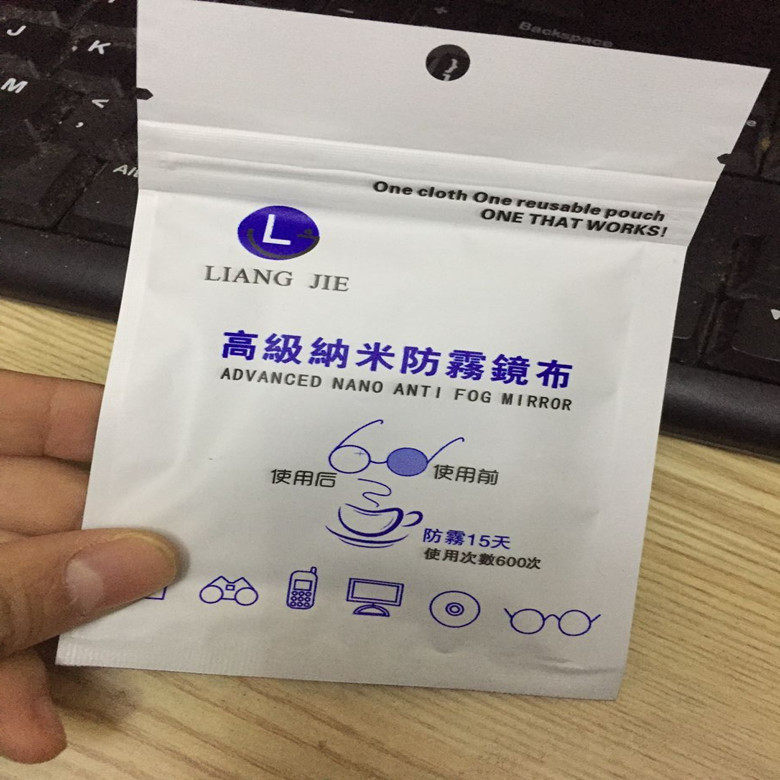 Backspace
J
K
M
<
,
Alt
One cloth One reusable pouch
ONE THAT WORKS!
L
LIANG JIE
高級納米防霧鏡布
ADVANCED NANO ANTI FOG MIRROR
使用后
使用前
防霧15天
使用次數600次